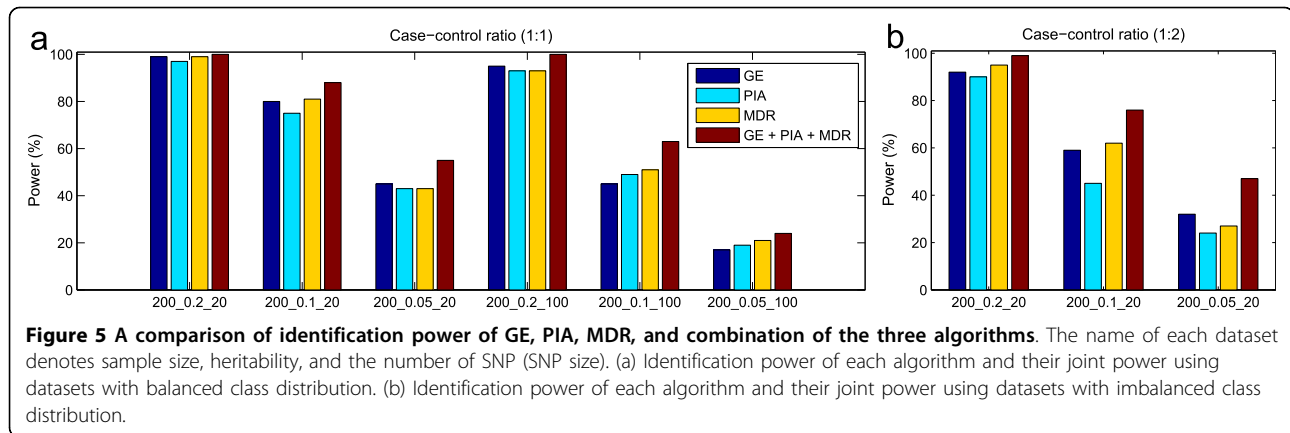 a
Case−control ratio (1:1)
100
80
60
40
20
0
Power (%)
GE
PIA
MDR
GE + PIA + MDR
200_0.2_20 200_0.1_20 200_0.05_20 200_0.2_100 200_0.1_100 200_0.05_100
b
Case−control ratio (1:2)
100
80
60
40
20
0
Power (%)
200_0.2_20 200_0.1_20 200_0.05_20
Figure 5 A comparison of identification power of GE, PIA, MDR, and combination of the three algorithms. The name of each dataset
denotes sample size, heritability, and the number of SNP (SNP size). (a) Identification power of each algorithm and their joint power using
datasets with balanced class distribution. (b) Identification power of each algorithm and their joint power using datasets with imbalanced class
distribution.